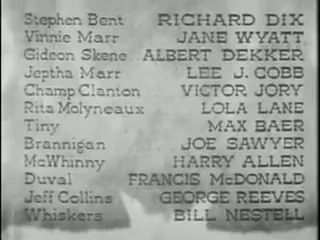 Stephen Bent RICHARD DIX
Vinnie Marr JANE WYATT
Gideon Skene ALBERT DEKKER
Jeptha Marr LEE J. COBB
Champ Clanton VICTOR JORY
Rita Molyneaux LOLA LANE
Tiny MAX BAER
Brannigan JOE SAWYER
McWhinny HARRY ALLEN
Duval FRANCIS McDONALD
Jeff Collins GEORGE REEVES
Whiskers BILL NESTELL